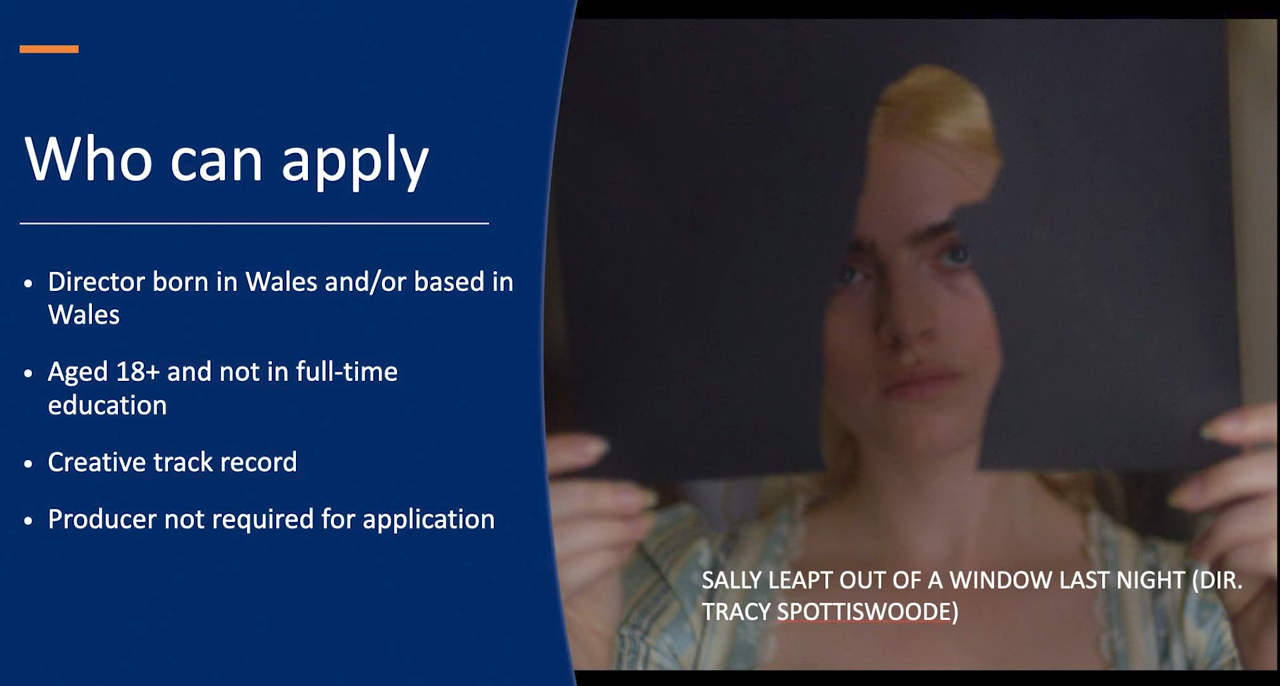 Who can apply
• Director born in Wales and/or based in
Wales
• Aged 18+ and not in full-time
education
• Creative track record
• Producer not required for application
SALLY LEAPT OUT OF A WINDOW LAST NIGHT (DIR.
TRACY SPOTTISWOODE)